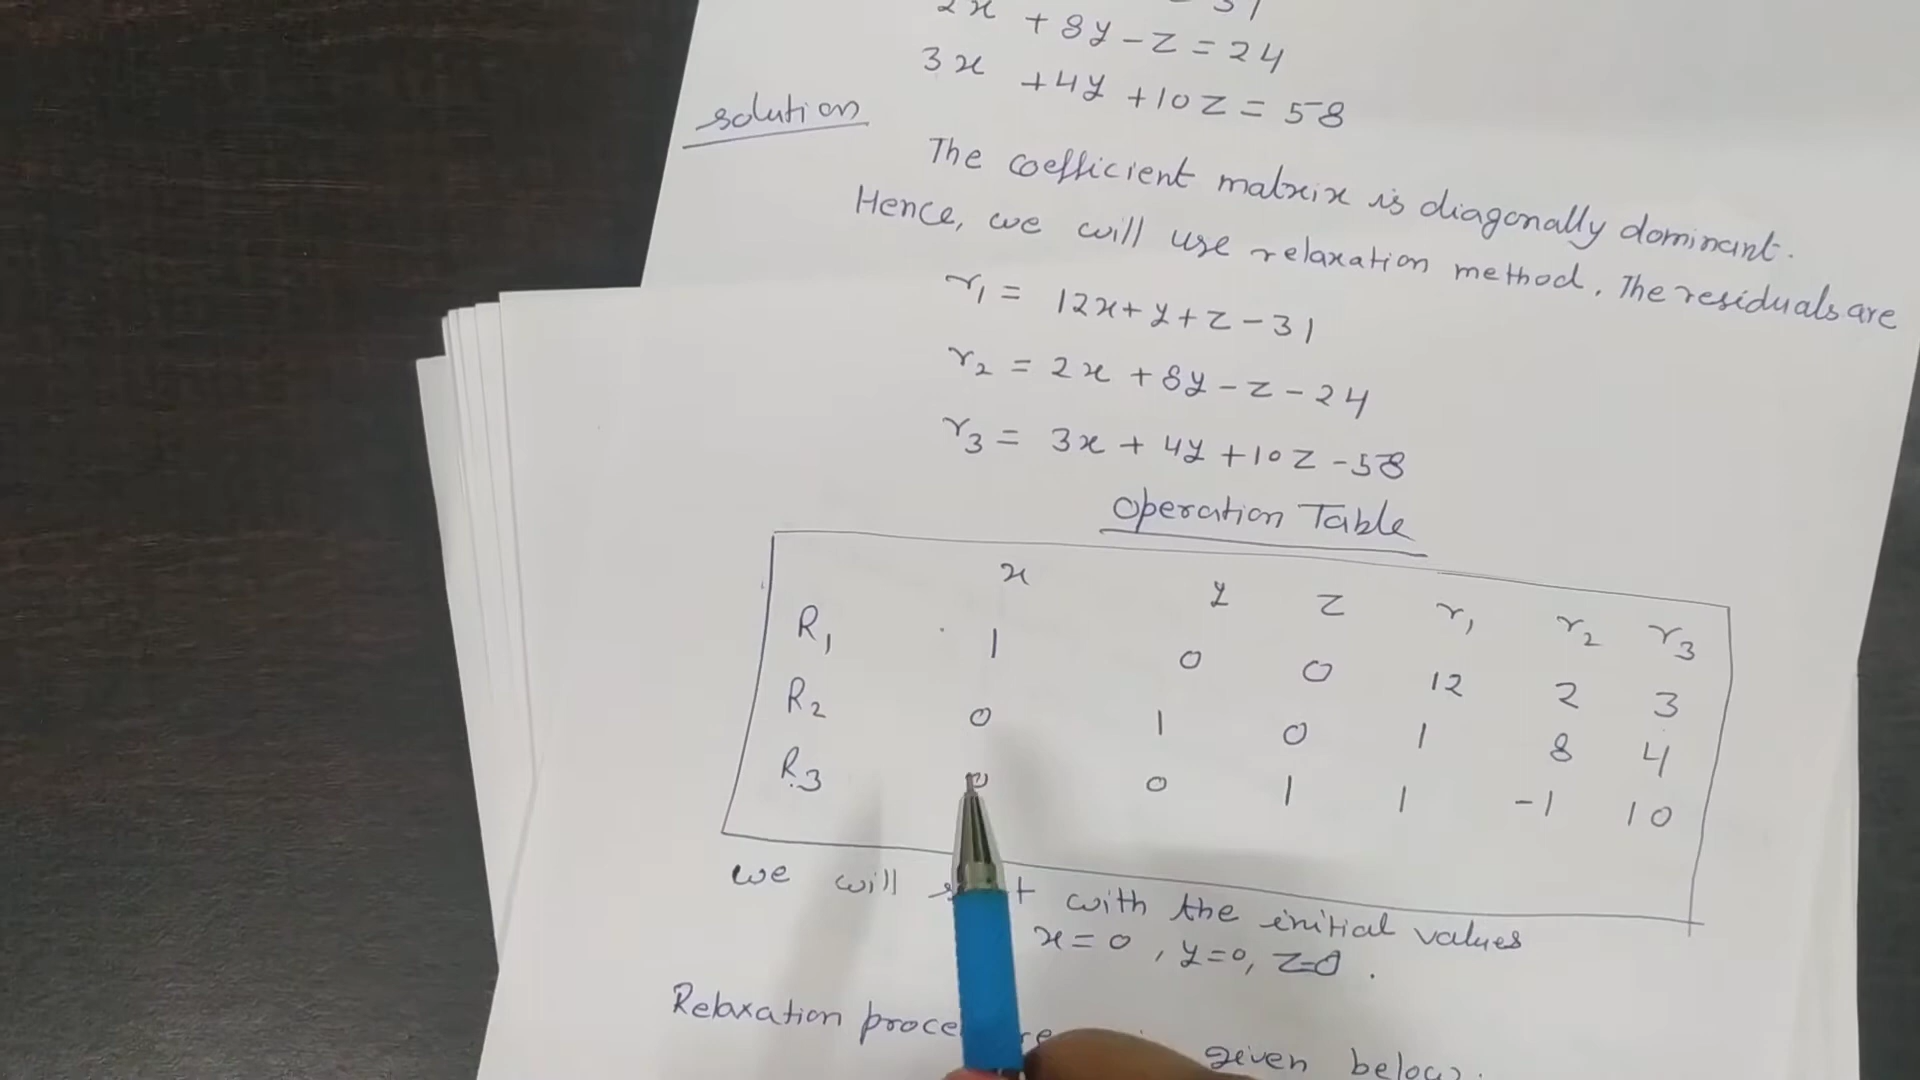 = 31
2x + 8y - z = 24
3x + 4y + 10z = 58
solution
The coefficient matrix is diagonally dominant.
Hence, we will use relaxation method. The residuals are
r₁ = 12x + y + z - 31
r₂ = 2x + 8y - z - 24
r₃ = 3x + 4y + 10z - 58
Operation Table
x y z r₁ r₂ r₃
R₁ 1 0 0 12 2 3
R₂ 0 1 0 1 8 4
R₃ 0 0 1 1 -1 10
we will with the initial values
x = 0, y = 0, z = 0.
Relaxation given below: